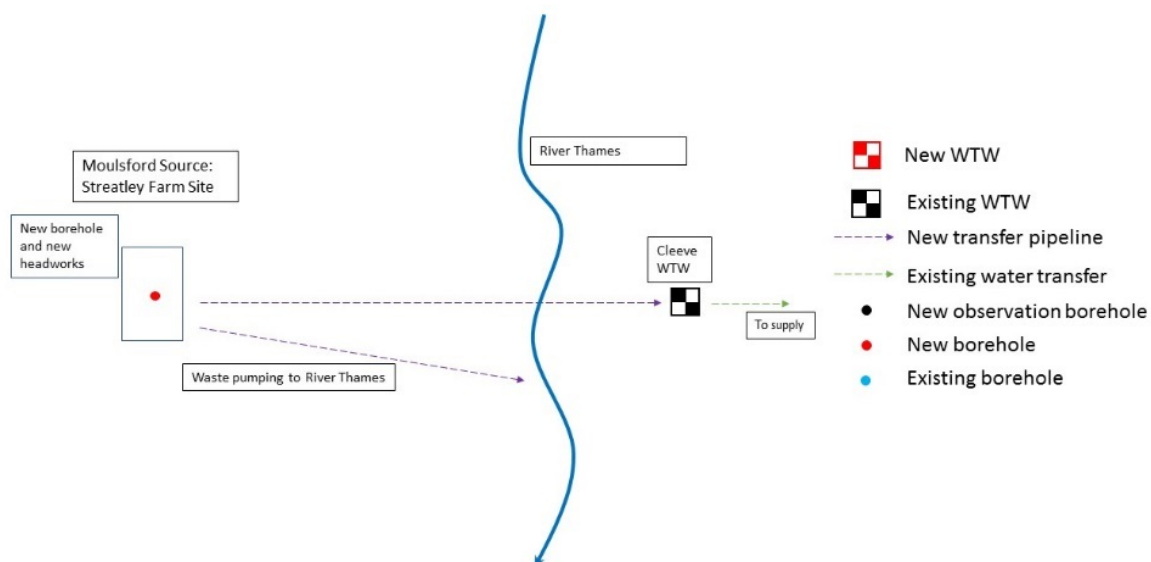 Moulsford Source:
Streatley Farm Site
New borehole
and new
headworks
Waste pumping to River Thames
River Thames
Cleeve
WTW
To supply
New WTW
Existing WTW
New transfer pipeline
Existing water transfer
New observation borehole
New borehole
Existing borehole